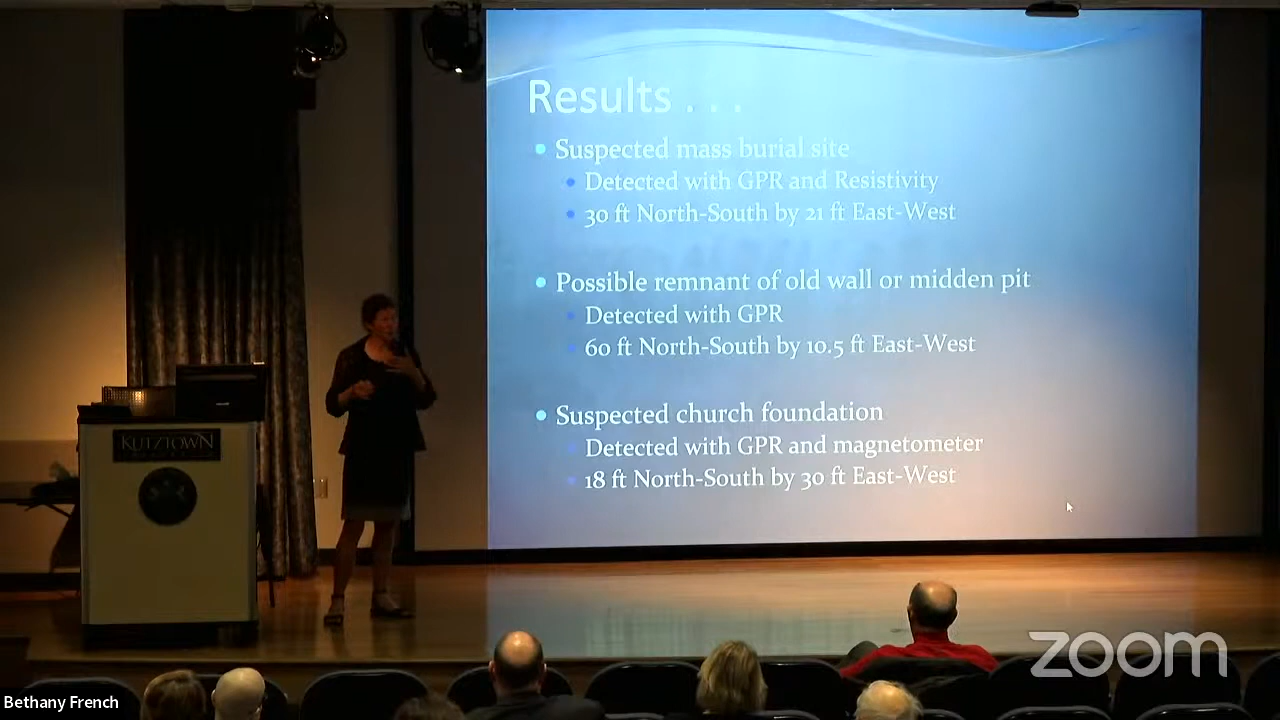 Results . . .
• Suspected mass burial site
• Detected with GPR and Resistivity
• 30 ft North-South by 21 ft East-West
• Possible remnant of old wall or midden pit
• Detected with GPR
• 60 ft North-South by 10.5 ft East-West
• Suspected church foundation
• Detected with GPR and magnetometer
• 18 ft North-South by 30 ft East-West
KUTZTOWN
zoom
Bethany French